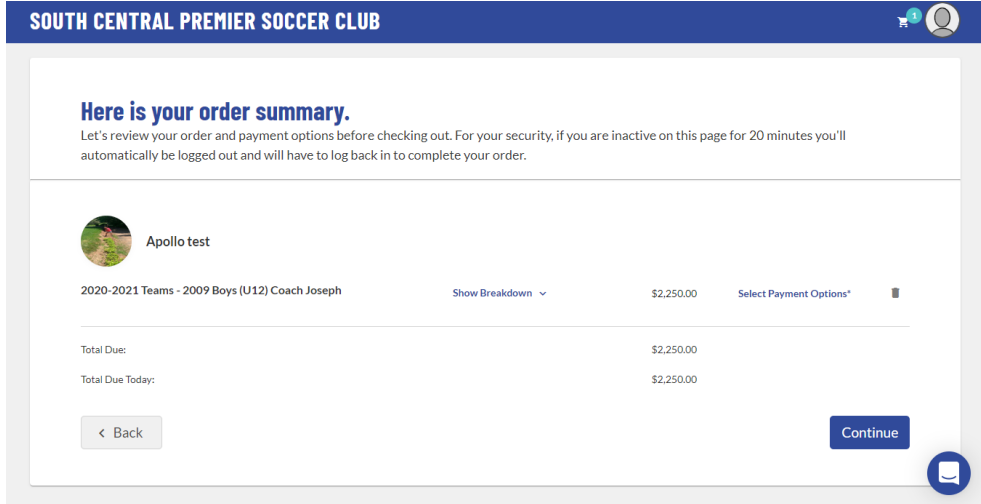 SOUTH CENTRAL PREMIER SOCCER CLUB
1
Here is your order summary.
Let's review your order and payment options before checking out. For your security, if you are inactive on this page for 20 minutes you'll
automatically be logged out and will have to log back in to complete your order.
Apollo test
2020-2021 Teams - 2009 Boys (U12) Coach Joseph Show Breakdown $2,250.00 Select Payment Options*
Total Due: $2,250.00
Total Due Today: $2,250.00
< Back Continue